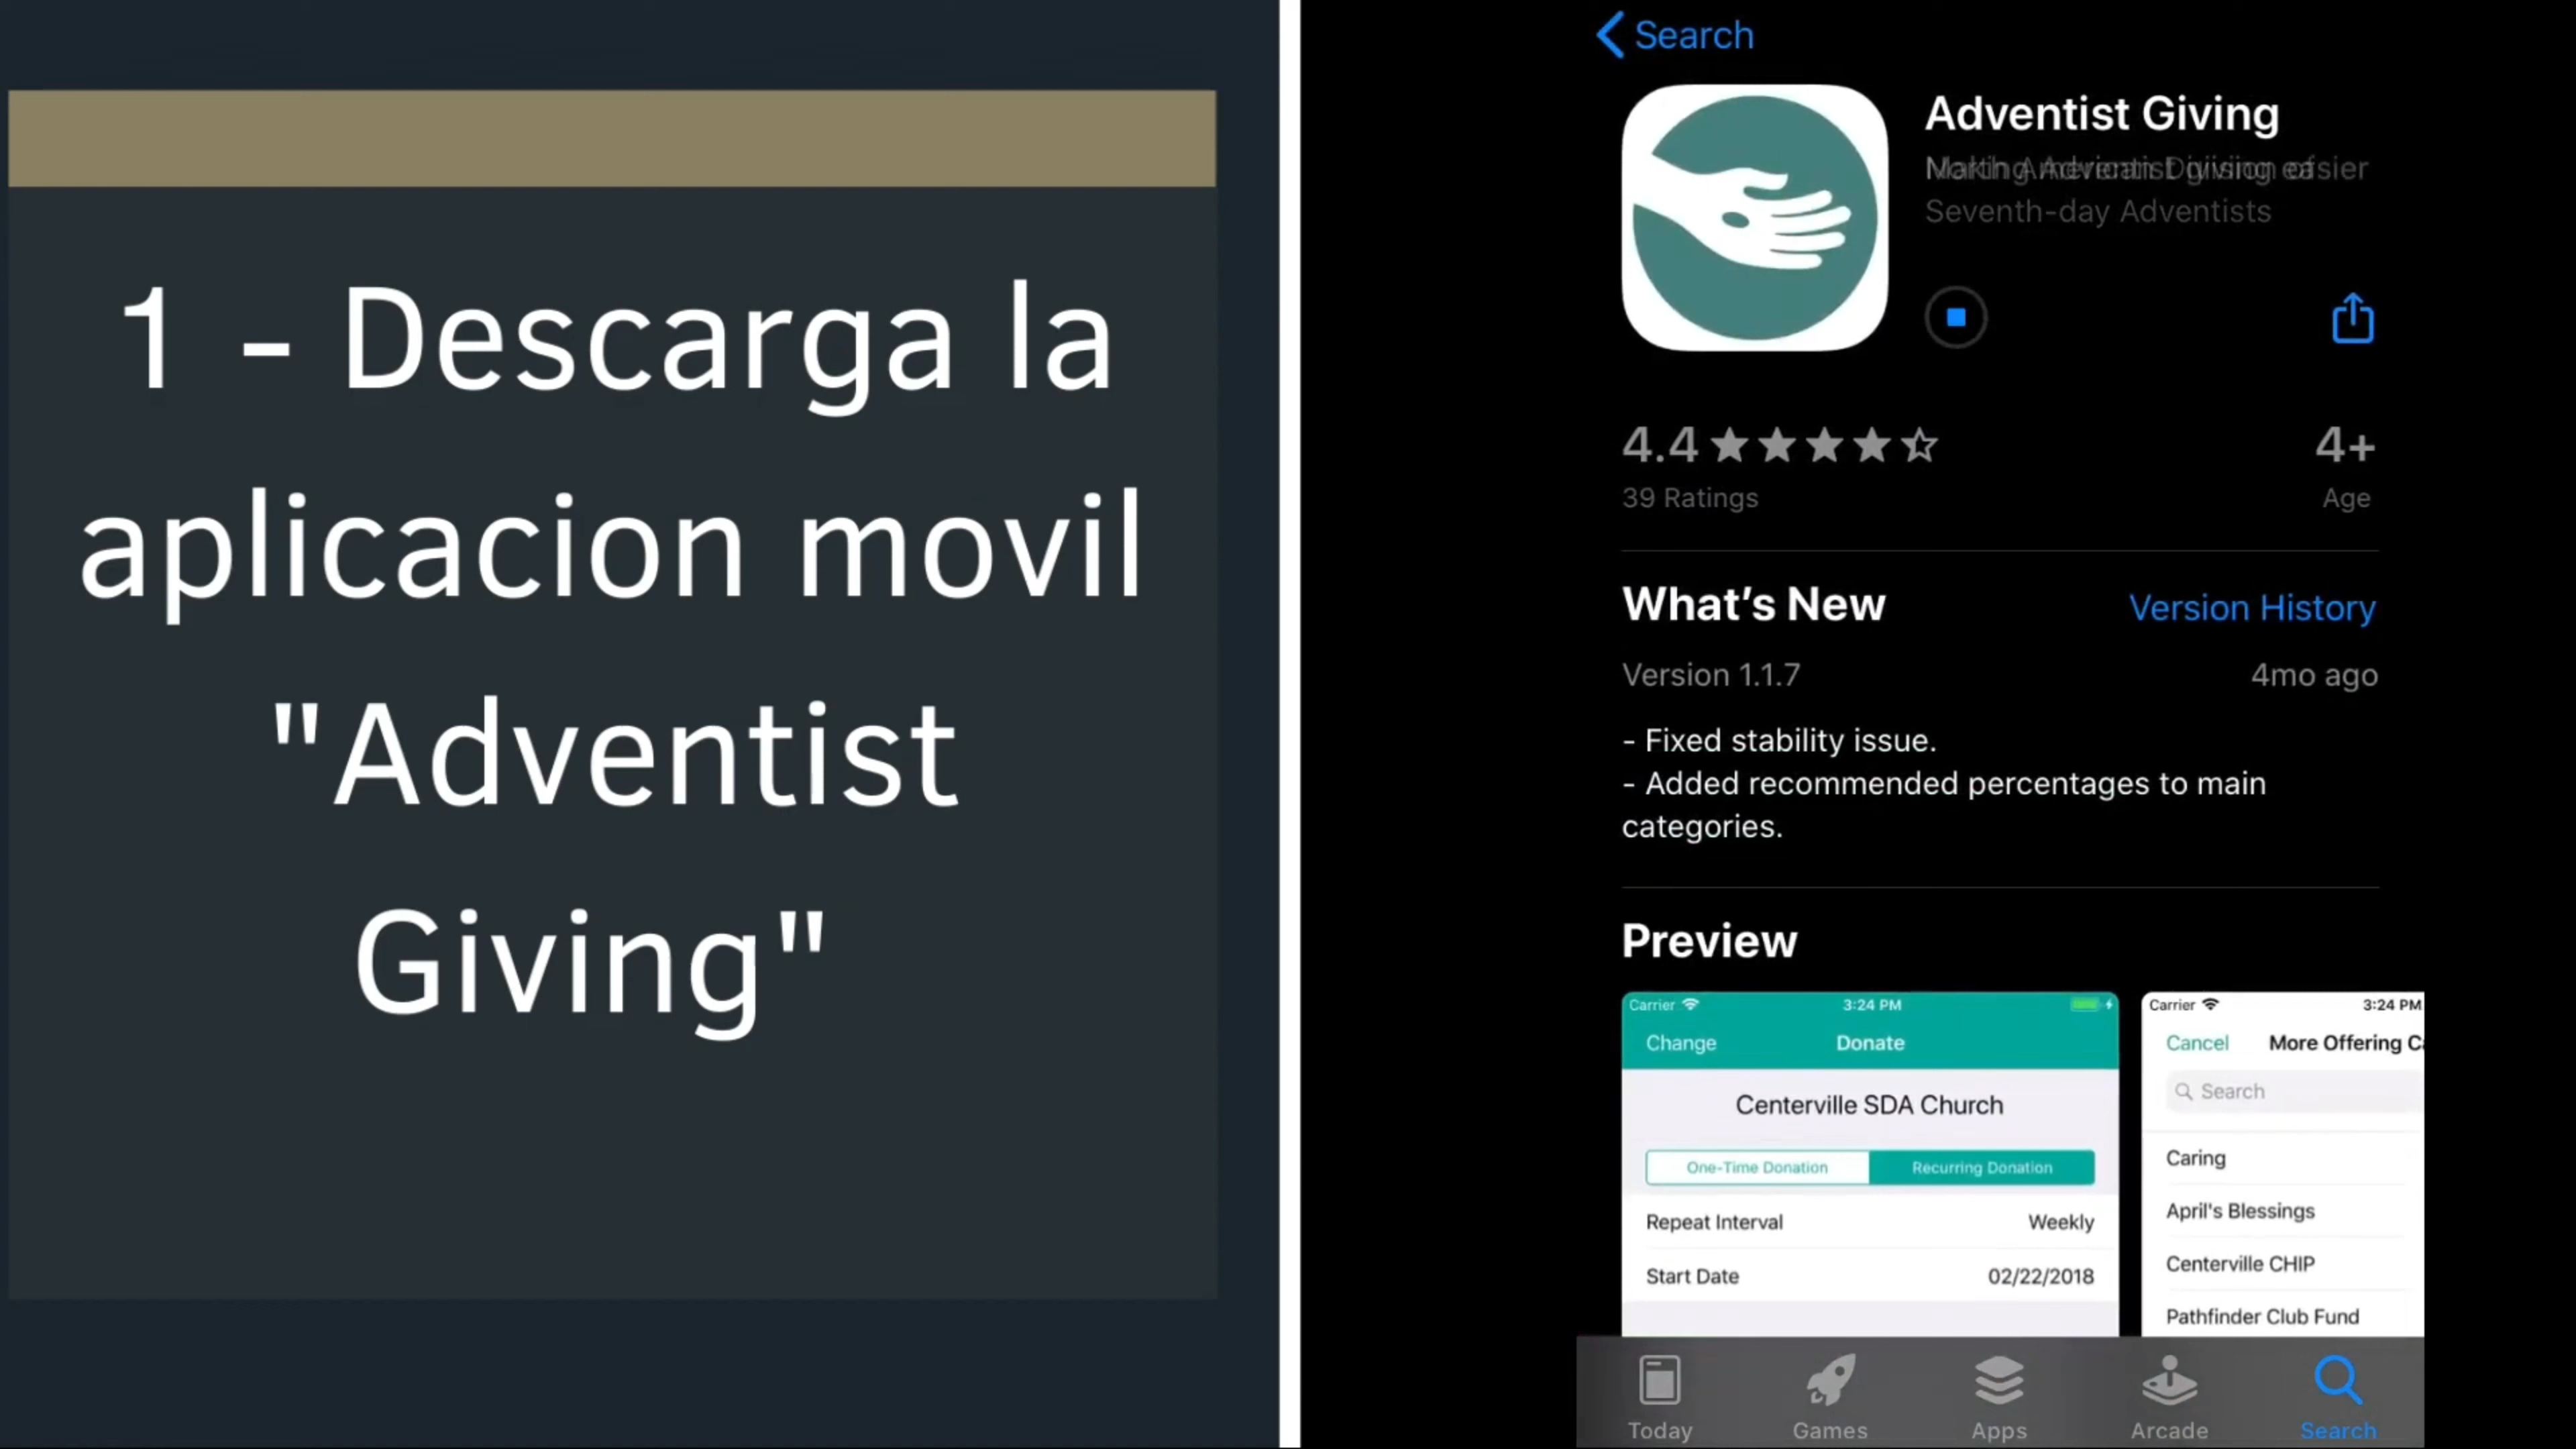 1 - Descarga la
aplicacion movil
"Adventist
Giving"
Search
Adventist Giving
Seventh-day Adventists
4.4
4+
39 Ratings
Age
What's New
Version History
Version 1.1.7
4mo ago
- Fixed stability issue.
- Added recommended percentages to main
categories.
Preview
Carrier
3:24 PM
Change
Donate
Centerville SDA Church
One-Time Donation
Recurring Donation
Repeat Interval
Weekly
Start Date
02/22/2018
Carrier
3:24 PM
Cancel
More Offering
Search
Caring
April's Blessings
Centerville CHIP
Pathfinder Club Fund
Today
Games
Apps
Arcade
Search